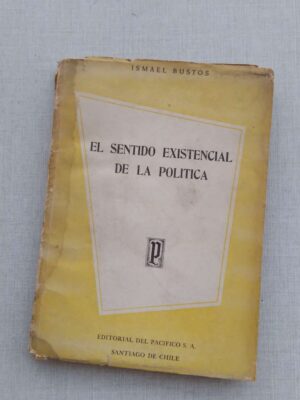 ISMAEL BUSTOS
EL SENTIDO EXISTENCIAL
DE LA POLITICA
P
EDITORIAL DEL PACIFICO S. A.
SANTIAGO DE CHILE